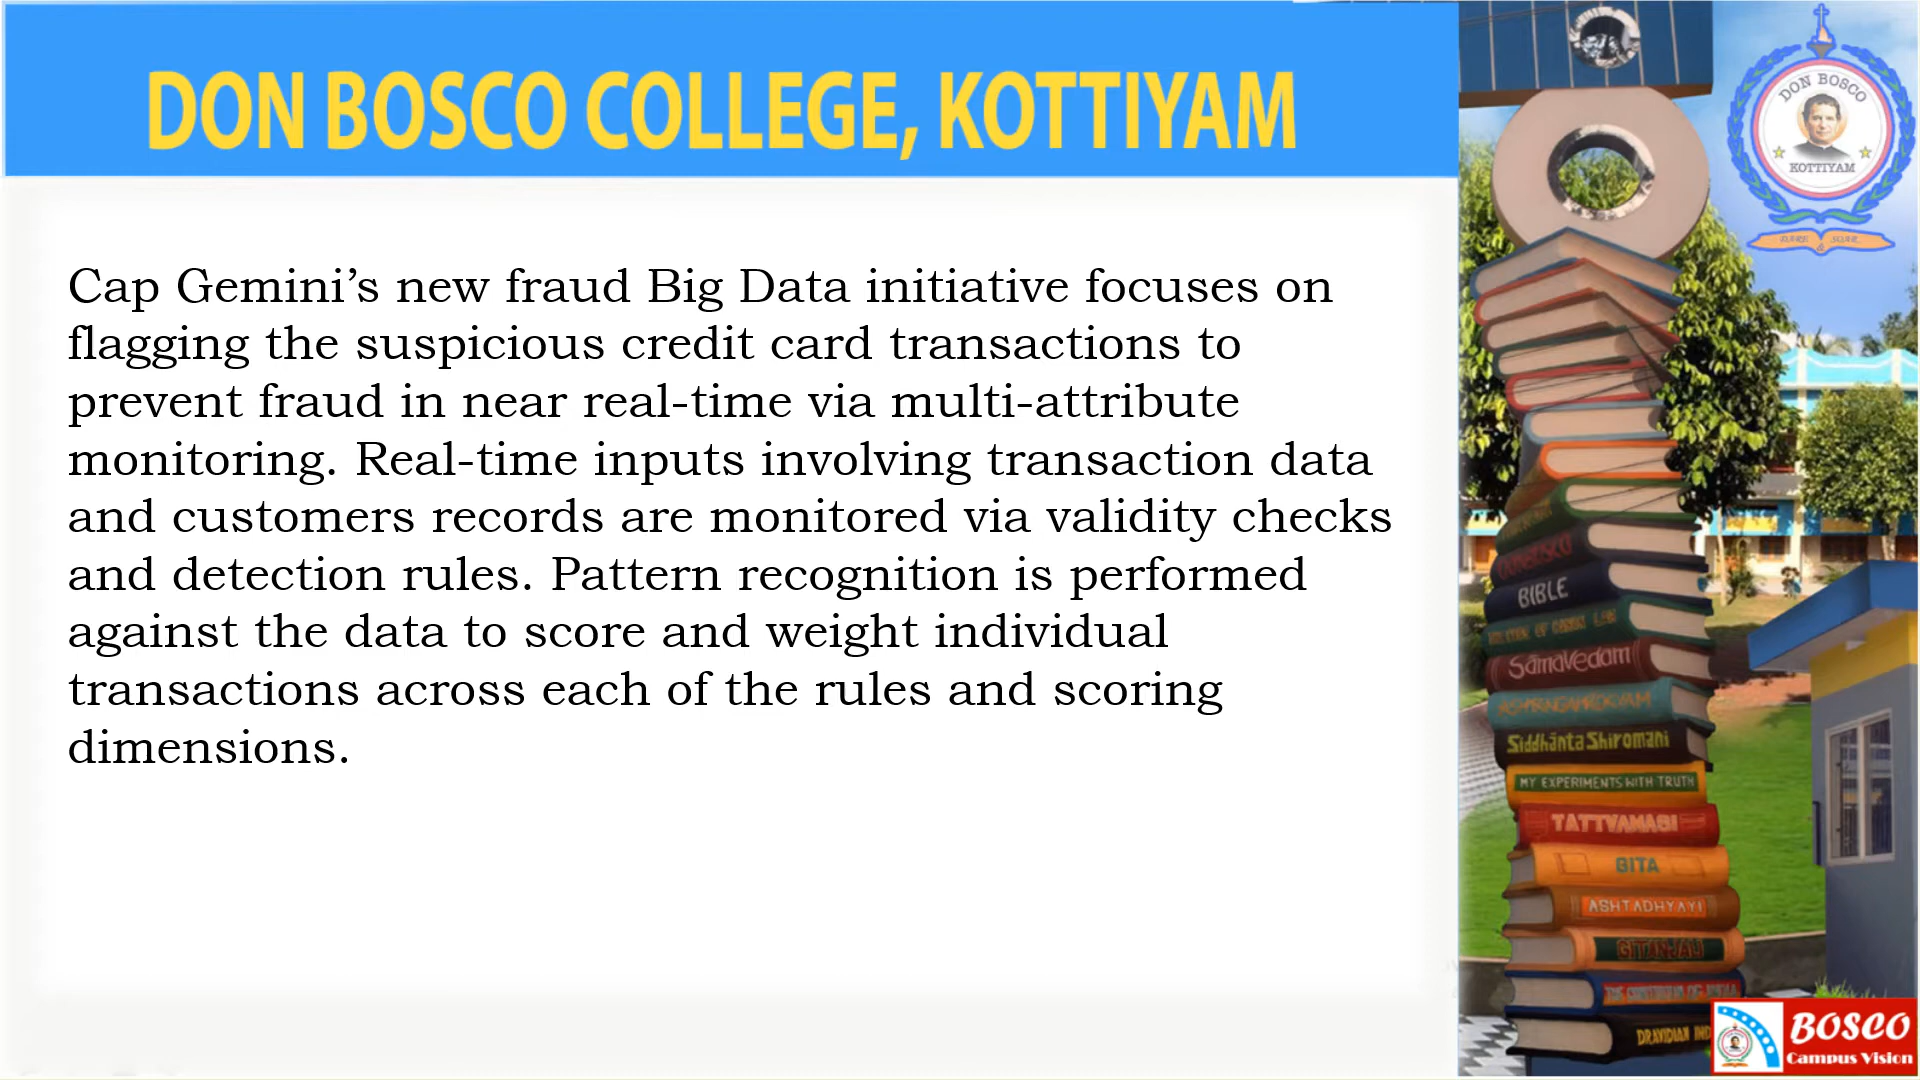 DON BOSCO COLLEGE, KOTTIYAM
Cap Gemini’s new fraud Big Data initiative focuses on
flagging the suspicious credit card transactions to
prevent fraud in near real-time via multi-attribute
monitoring. Real-time inputs involving transaction data
and customers records are monitored via validity checks
and detection rules. Pattern recognition is performed
against the data to score and weight individual
transactions across each of the rules and scoring
dimensions.
DON BOSCO
KOTTIYAM
BIBLE
SāmaVedam
Siddhānta Shiromani
MY EXPERIMENTS WITH TRUTH
TATTVAMASI
GITA
ASHTADHYAYI
GITANJALI
DRAVIDIAN
BOSCO
Campus Vision